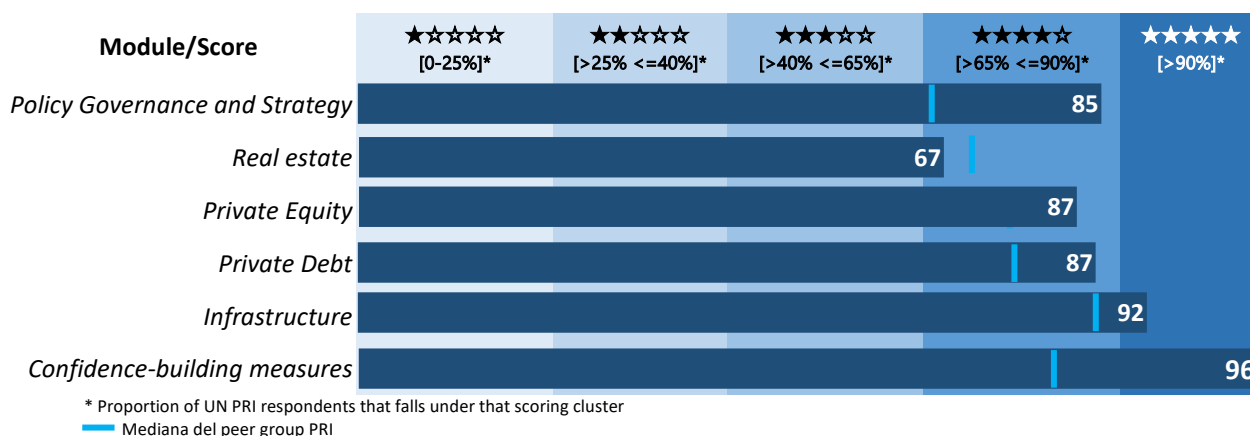 Module/Score
★☆☆☆☆ ★★☆☆☆ ★★★☆☆ ★★★★☆ ★★★★★
[0-25%]* [>25% <=40%]* [>40% <=65%]* [>65% <=90%]* [>90%]*
Policy Governance and Strategy 85
Real estate 67
Private Equity 87
Private Debt 87
Infrastructure 92
Confidence-building measures 96
* Proportion of UN PRI respondents that falls under that scoring cluster
Mediana del peer group PRI